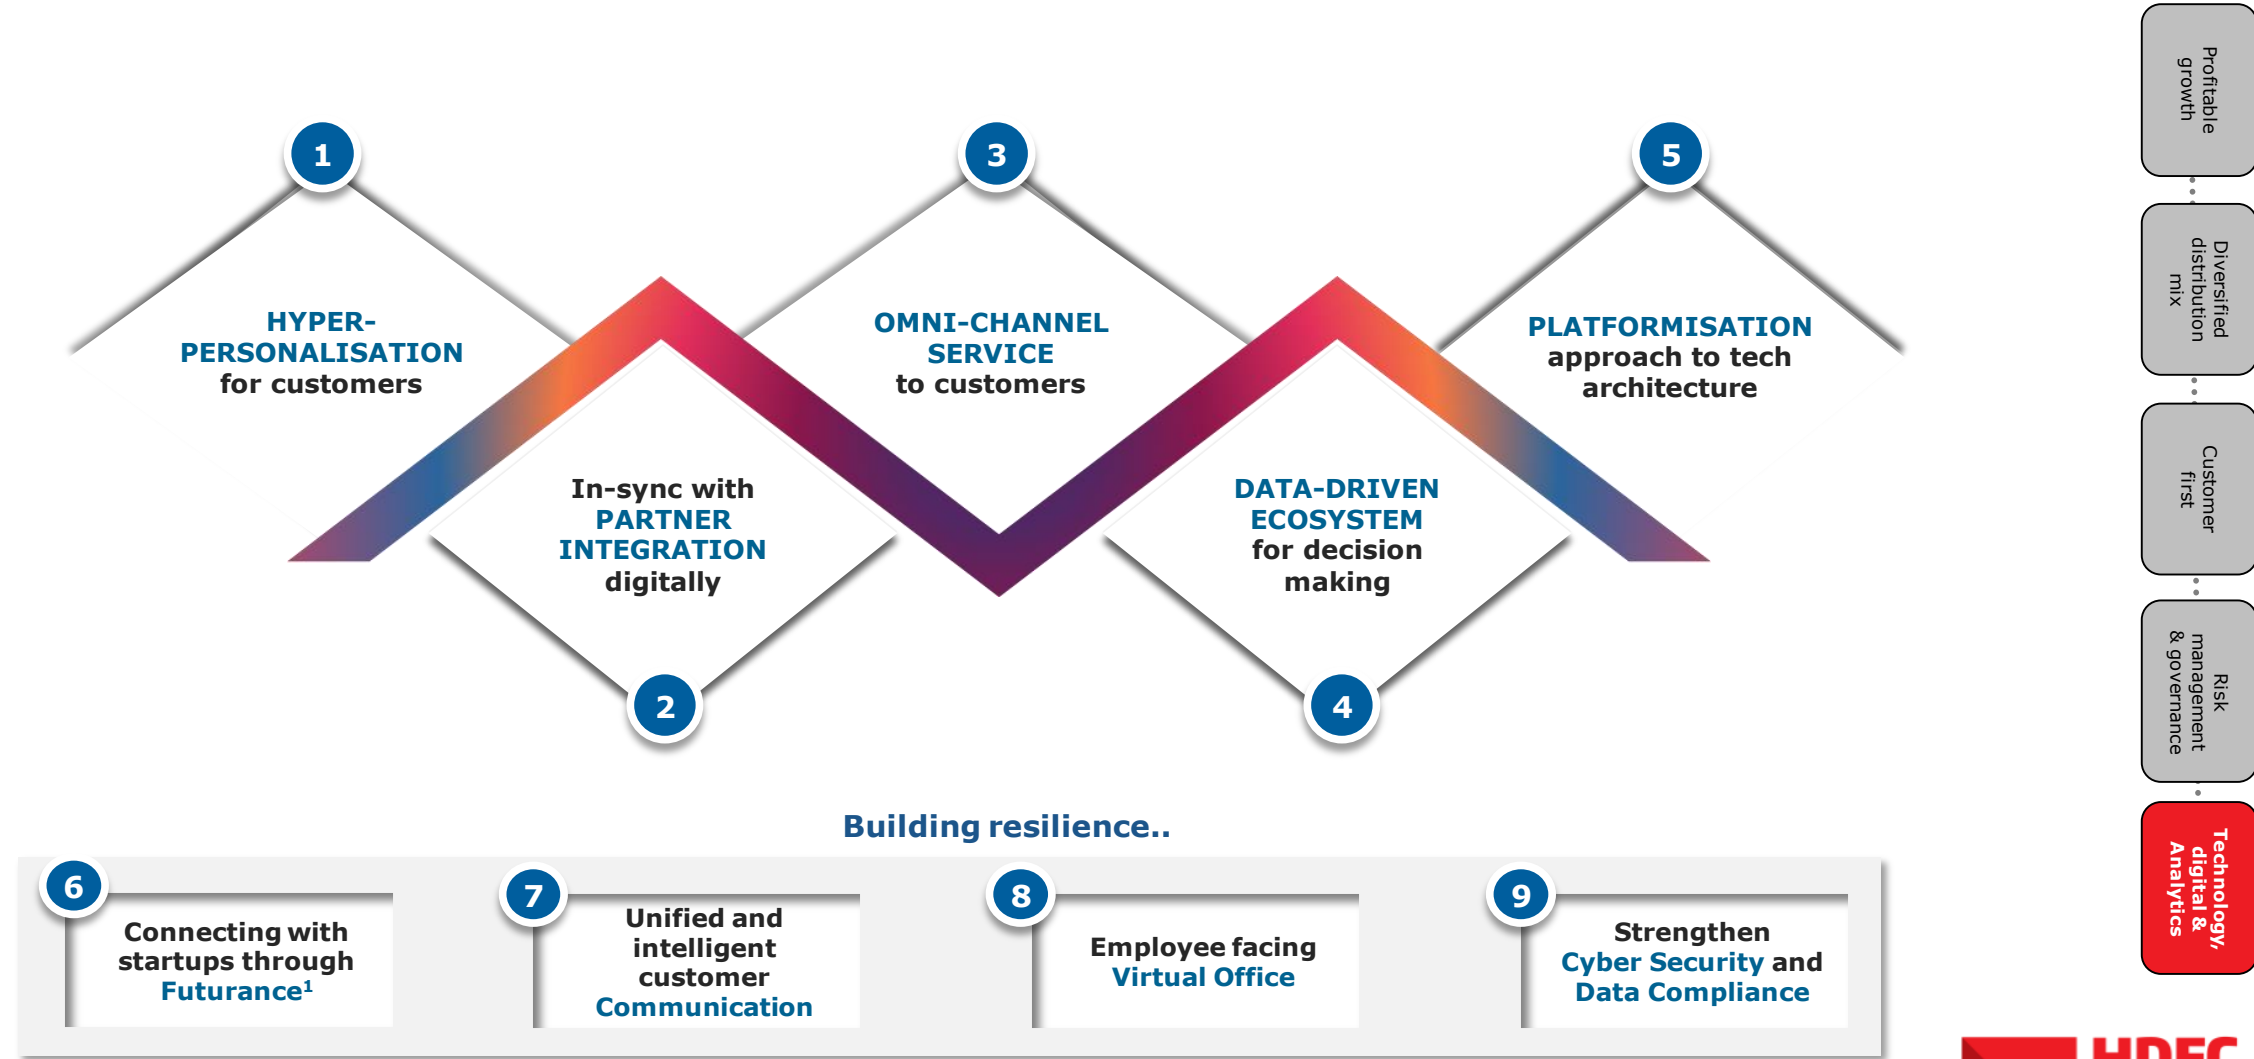 1
HYPER-
PERSONALISATION
for customers
2
In-sync with
PARTNER
INTEGRATION
digitally
3
OMNI-CHANNEL
SERVICE
to customers
4
DATA-DRIVEN
ECOSYSTEM
for decision
making
5
PLATFORMISATION
approach to tech
architecture
Building resilience..
6
Connecting with
startups through
Futurance¹
7
Unified and
intelligent
customer
Communication
8
Employee facing
Virtual Office
9
Strengthen
Cyber Security and
Data Compliance
Profitable
growth
Diversified
distribution
mix
Customer
first
Risk
management
& governance
Technology,
digital &
Analytics
HDFC